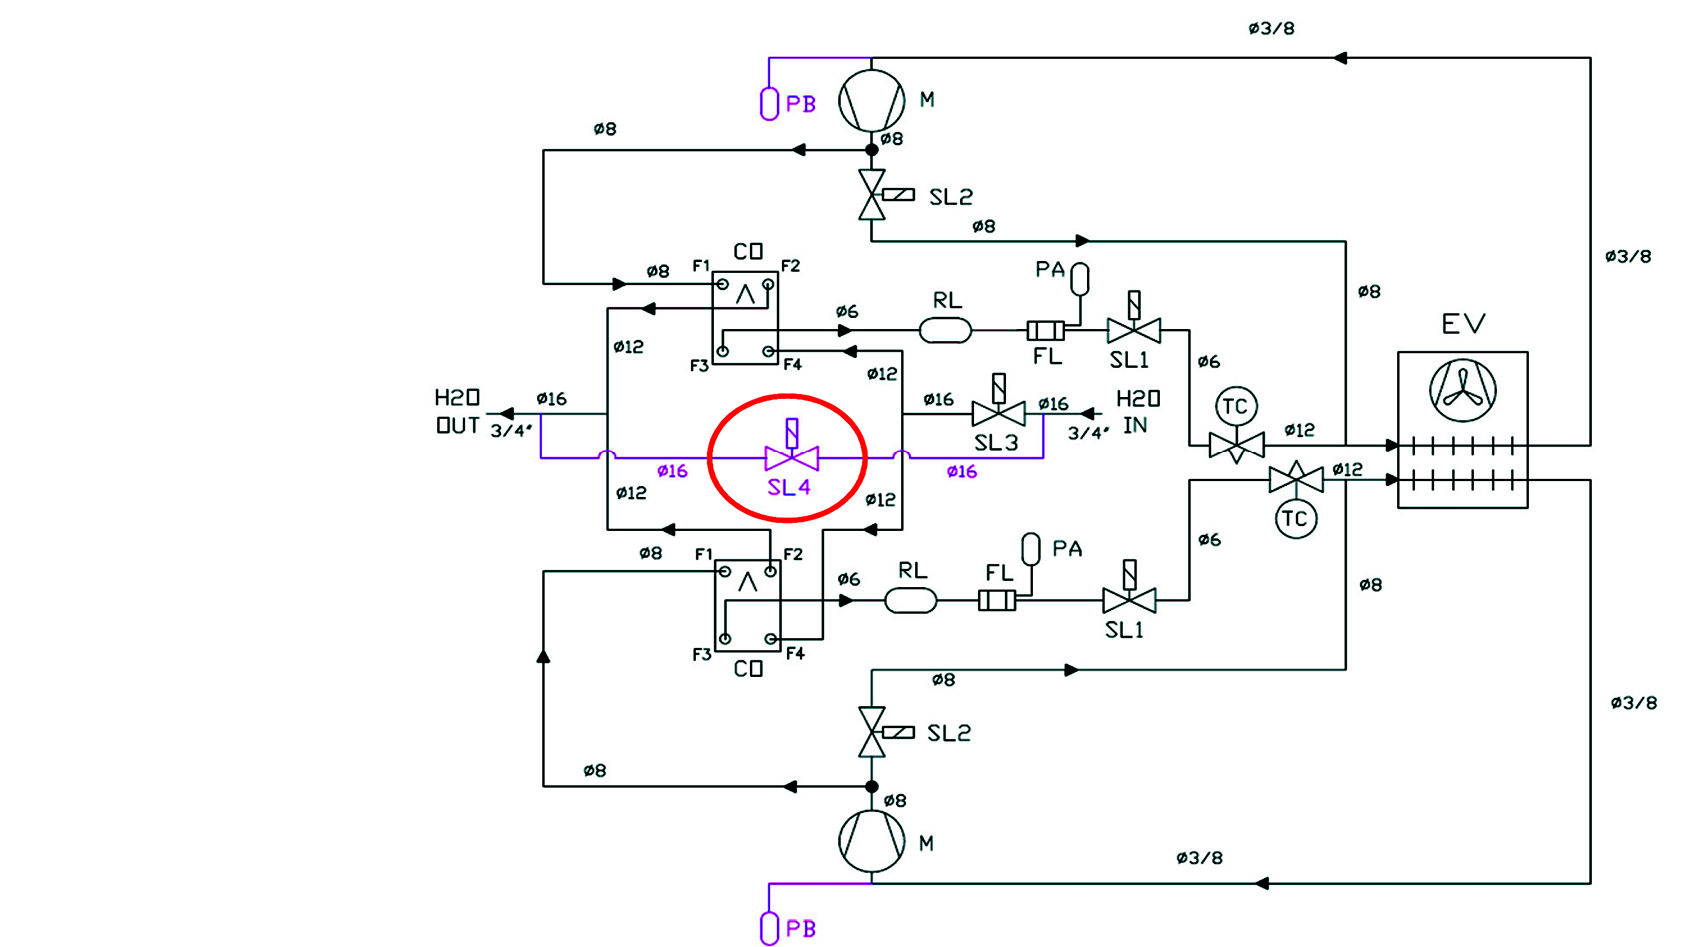 Ø3/8
PB
M
Ø8
Ø8
SL2
Ø8
CO
F1
F2
Ø8
PA
Ø3/8
Ø8
RL
Ø6
EV
FL
SL1
Ø12
F3
F4
Ø12
Ø6
H2O
OUT
Ø16
3/4"
Ø16
SL3
Ø16
3/4"
H2O
IN
TC
Ø12
Ø16
SL4
Ø16
Ø12
Ø12
Ø12
TC
Ø8
F1
F2
Ø6
RL
FL
PA
Ø6
Ø8
SL1
F3
F4
CO
Ø8
SL2
Ø3/8
Ø8
Ø8
M
Ø3/8
PB